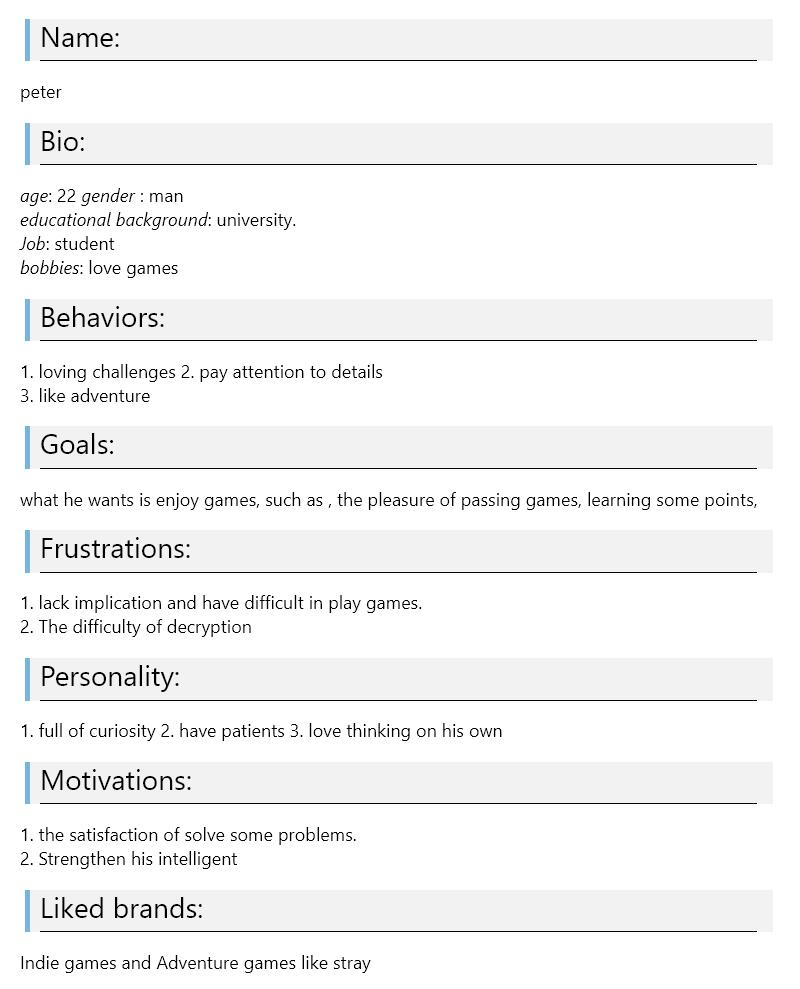 Name:
peter
Bio:
age: 22 gender : man
educational background: university.
Job: student
bobbies: love games
Behaviors:
1. loving challenges 2. pay attention to details
3. like adventure
Goals:
what he wants is enjoy games, such as , the pleasure of passing games, learning some points,
Frustrations:
1. lack implication and have difficult in play games.
2. The difficulty of decryption
Personality:
1. full of curiosity 2. have patients 3. love thinking on his own
Motivations:
1. the satisfaction of solve some problems.
2. Strengthen his intelligent
Liked brands:
Indie games and Adventure games like stray